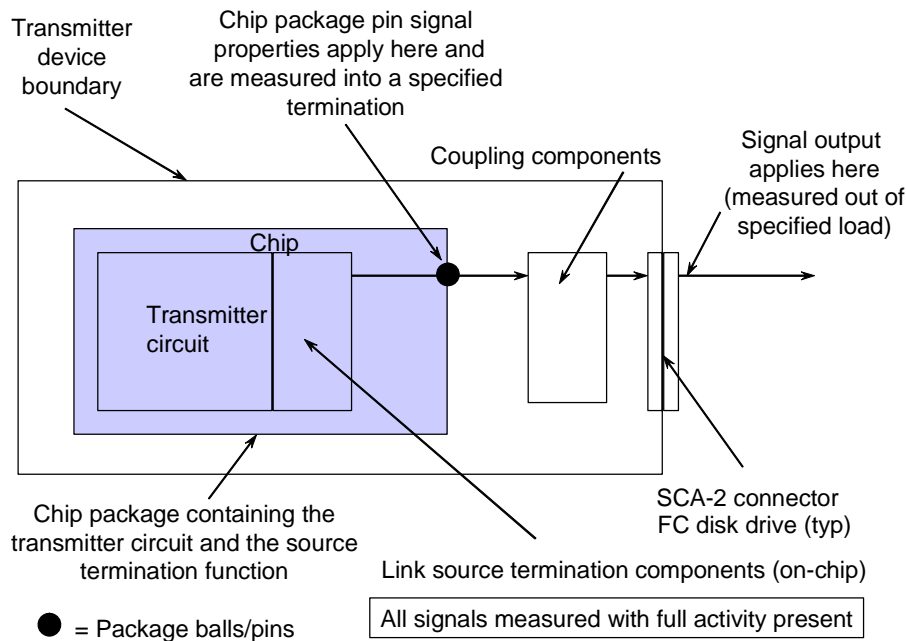 Transmitter
device
boundary
Chip package pin signal
properties apply here and
are measured into a specified
termination
Coupling components
Signal output
applies here
(measured out of
specified load)
Chip
Transmitter
circuit
Chip package containing the
transmitter circuit and the source
termination function
SCA-2 connector
FC disk drive (typ)
Link source termination components (on-chip)
= Package balls/pins
All signals measured with full activity present